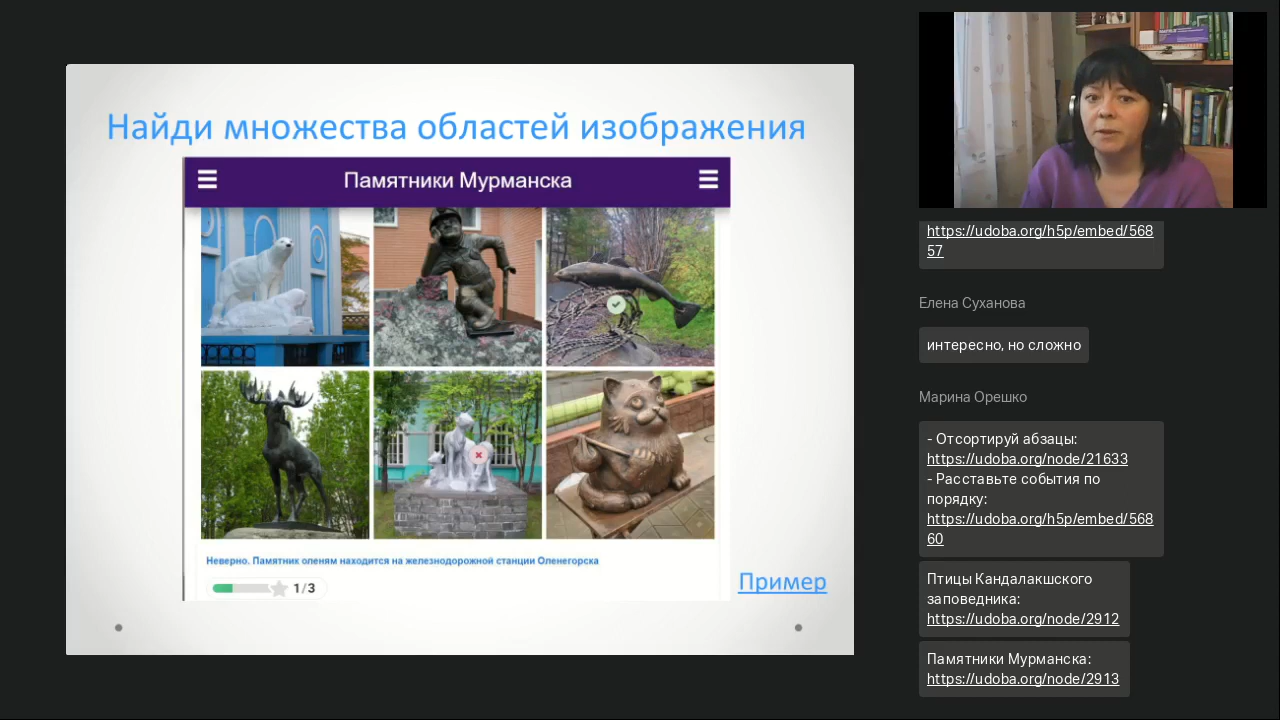 Найди множества областей изображения
Памятники Мурманска
Неверно. Памятник оленям находится на железнодорожной станции Оленегорска
1/3
Пример
https://udoba.org/h5p/embed/568
57
Елена Суханова
интересно, но сложно
Марина Орешко
- Отсортируй абзацы:
https://udoba.org/node/21633
- Расставьте события по
порядку:
https://udoba.org/h5p/embed/568
60
Птицы Кандалакшского
заповедника:
https://udoba.org/node/2912
Памятники Мурманска:
https://udoba.org/node/2913